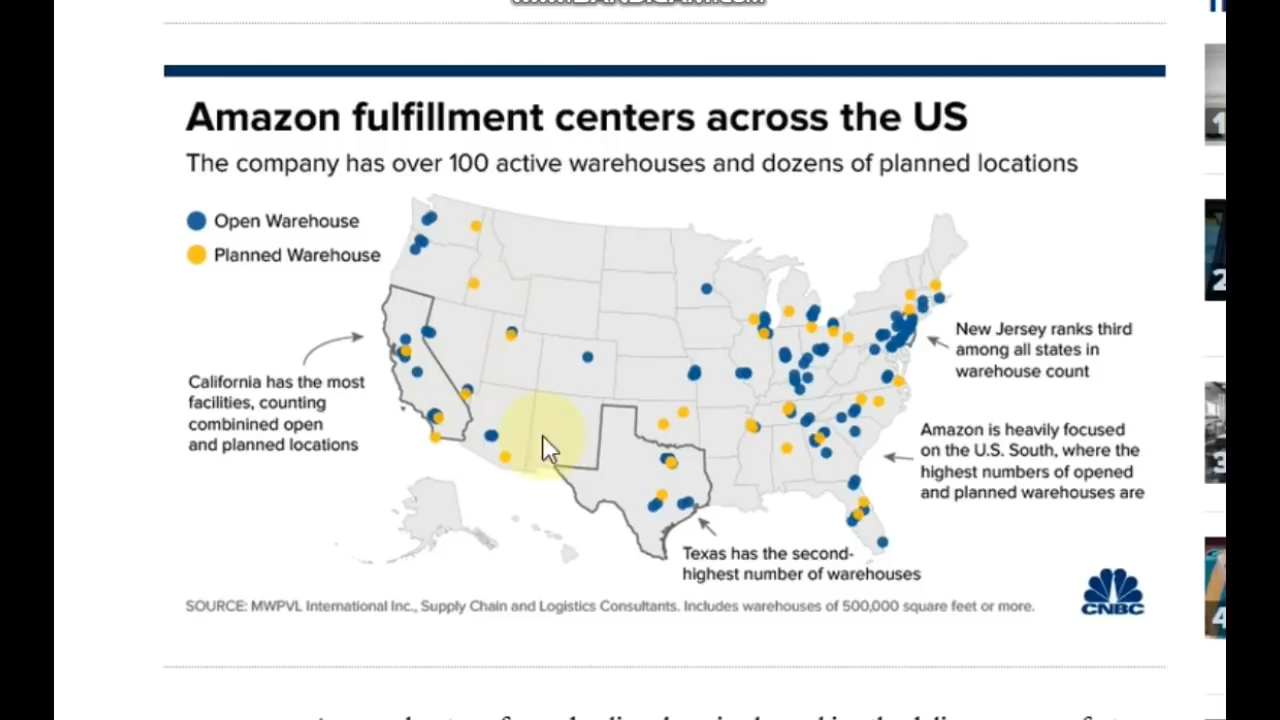 Amazon fulfillment centers across the US
The company has over 100 active warehouses and dozens of planned locations
Open Warehouse
Planned Warehouse
California has the most
facilities, counting
combinined open
and planned locations
New Jersey ranks third
among all states in
warehouse count
Amazon is heavily focused
on the U.S. South, where the
highest numbers of opened
and planned warehouses are
Texas has the second-
highest number of warehouses
SOURCE: MWPVL International Inc., Supply Chain and Logistics Consultants. Includes warehouses of 500,000 square feet or more.
CNBC
1
2
3
4